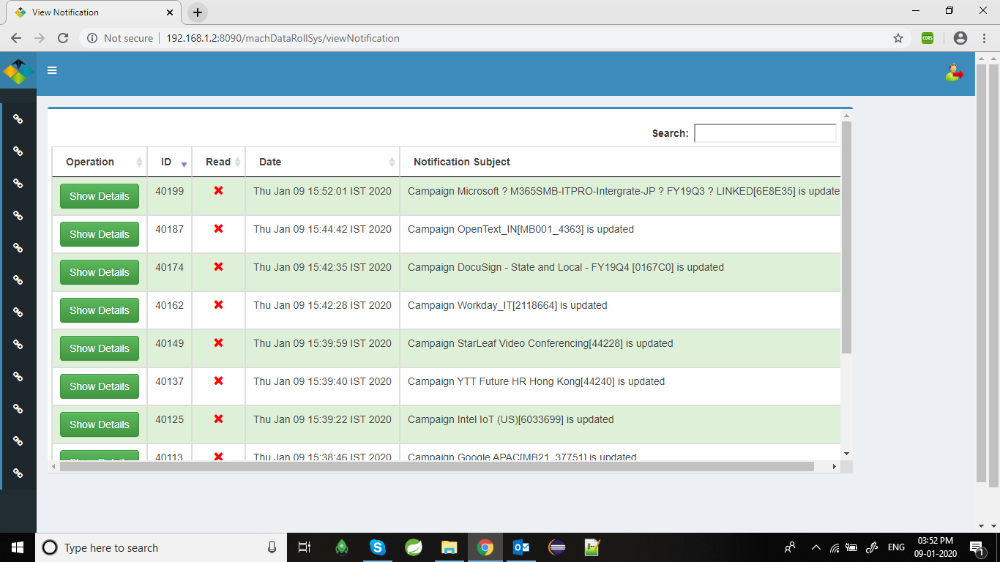 View Notification
Not secure 192.168.1.2:8090/machDataRollSys/viewNotification
CORS
Search:
Operation ID Read Date Notification Subject
Show Details 40199 Thu Jan 09 15:52:01 IST 2020 Campaign Microsoft ? M365SMB-ITPRO-Intergrate-JP ? FY19Q3 ? LINKED[6E8E35] is update
Show Details 40187 Thu Jan 09 15:44:42 IST 2020 Campaign OpenText_IN[MB001_4363] is updated
Show Details 40174 Thu Jan 09 15:42:35 IST 2020 Campaign DocuSign - State and Local - FY19Q4 [0167C0] is updated
Show Details 40162 Thu Jan 09 15:42:28 IST 2020 Campaign Workday_IT[2118664] is updated
Show Details 40149 Thu Jan 09 15:39:59 IST 2020 Campaign StarLeaf Video Conferencing[44228] is updated
Show Details 40137 Thu Jan 09 15:39:40 IST 2020 Campaign YTT Future HR Hong Kong[44240] is updated
Show Details 40125 Thu Jan 09 15:39:22 IST 2020 Campaign Intel IoT (US)[6033699] is updated
Show Details 40113 Thu Jan 09 15:38:46 IST 2020 Campaign Google APAC[MB21_37751] is updated
Type here to search
ENG
03:52 PM
09-01-2020
1